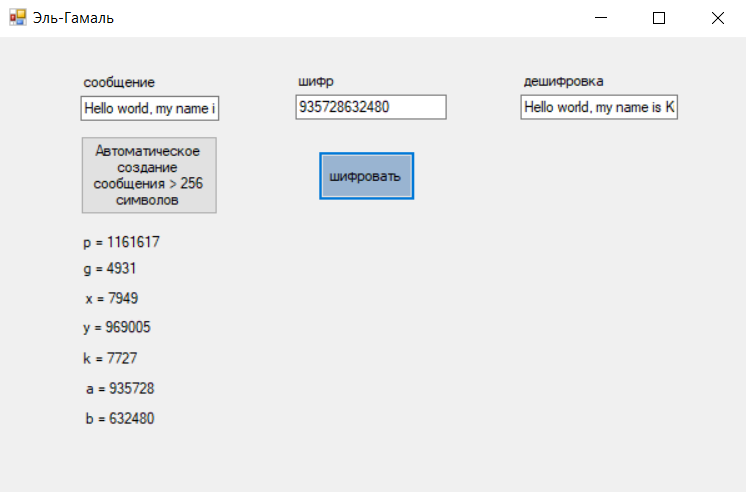 Эль-Гамаль
сообщение
Hello world, my name i
шифр
935728632480
дешифровка
Hello world, my name is K
Автоматическое
создание
сообщения > 256
символов
шифровать
p = 1161617
g = 4931
x = 7949
y = 969005
k = 7727
a = 935728
b = 632480